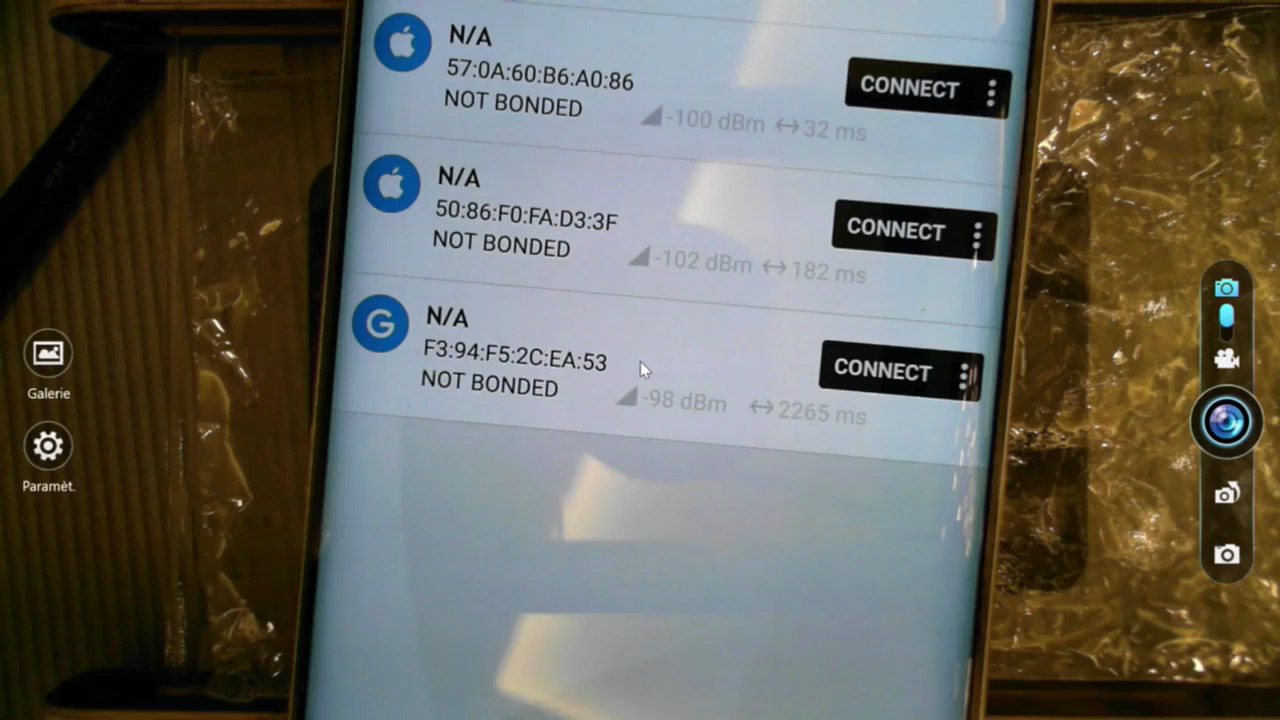 N/A
57:0A:60:B6:A0:86
NOT BONDED
-100 dBm 32 ms
CONNECT
N/A
50:86:F0:FA:D3:3F
NOT BONDED
-102 dBm 182 ms
CONNECT
N/A
F3:94:F5:2C:EA:53
NOT BONDED
-98 dBm 2265 ms
CONNECT
Galerie
Paramèt.